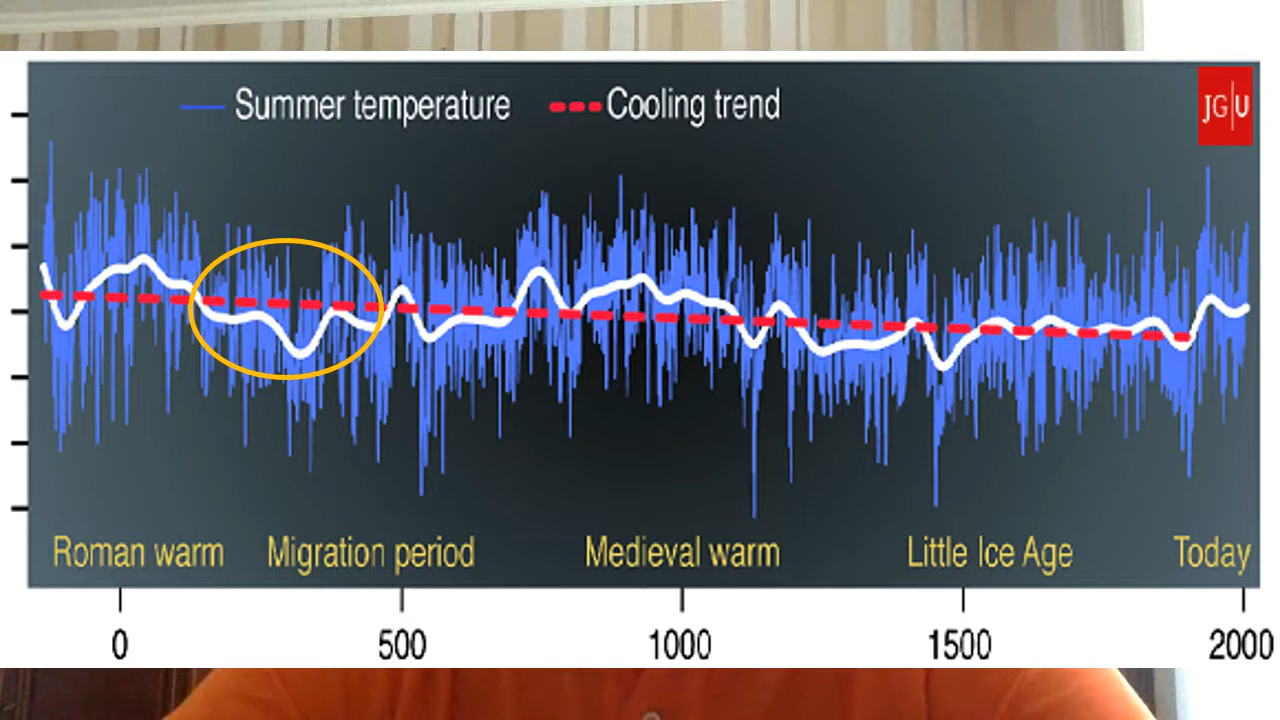 Summer temperature
Cooling trend
JG|U
Roman warm
Migration period
Medieval warm
Little Ice Age
Today
0
500
1000
1500
2000